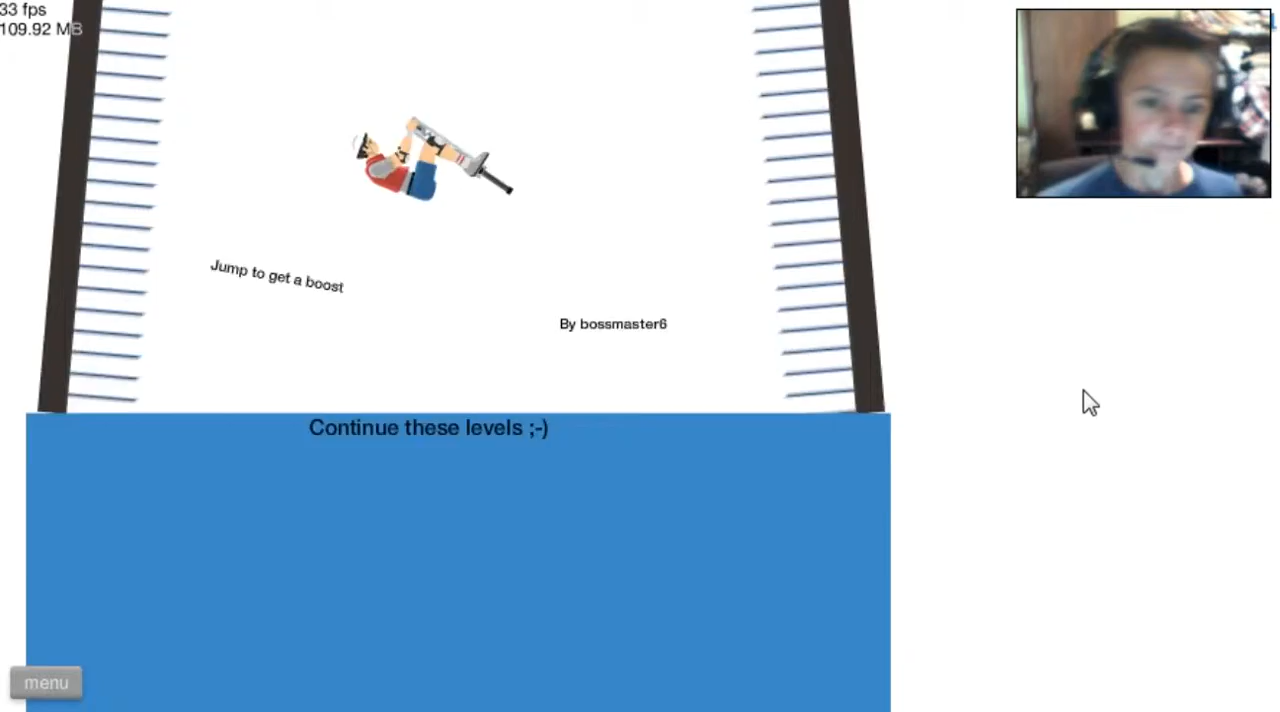 33 fps
109.92 MB
Jump to get a boost
By bossmaster6
Continue these levels ;-)
menu